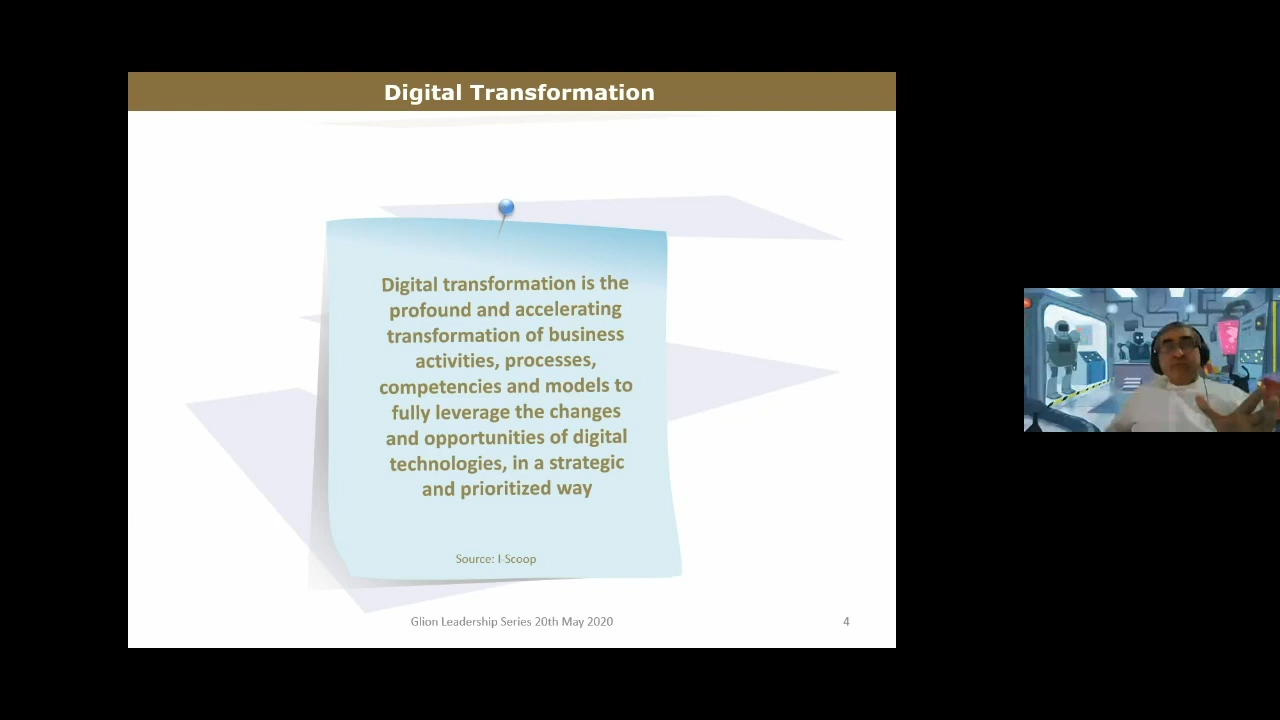 Digital Transformation
Digital transformation is the
profound and accelerating
transformation of business
activities, processes,
competencies and models to
fully leverage the changes
and opportunities of digital
technologies, in a strategic
and prioritized way
Source: I-Scoop
Glion Leadership Series 20th May 2020
4